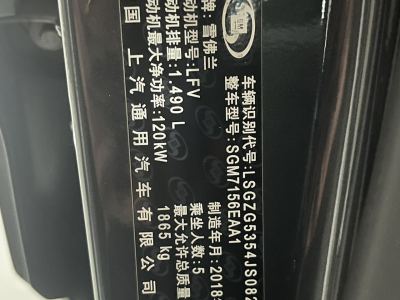 牌: 雪佛兰
动机型号: LFV
动机排量: 1.490 L
动机最大净功率: 120kW
国 上汽通用汽车有限公司
车辆识别代号: LSGZG5354JS082
整车型号: SGM7156EAA1
制造年月: 2018
乘坐人数: 5
最大允许总质量
1865 kg